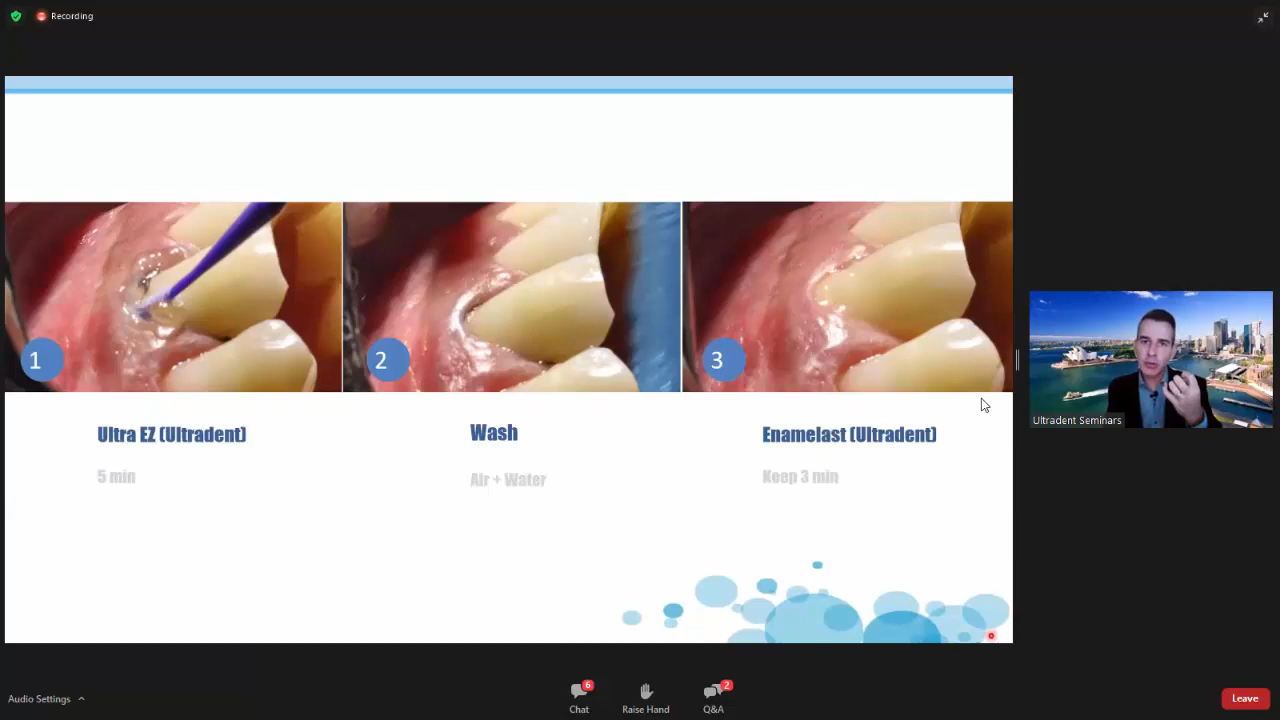 Recording
1
2
3
Ultra EZ (Ultradent)
5 min
Wash
Air + Water
Enamelast (Ultradent)
Keep 3 min
Ultradent Seminars
Audio Settings
6
Chat
Raise Hand
2
Q&A
Leave